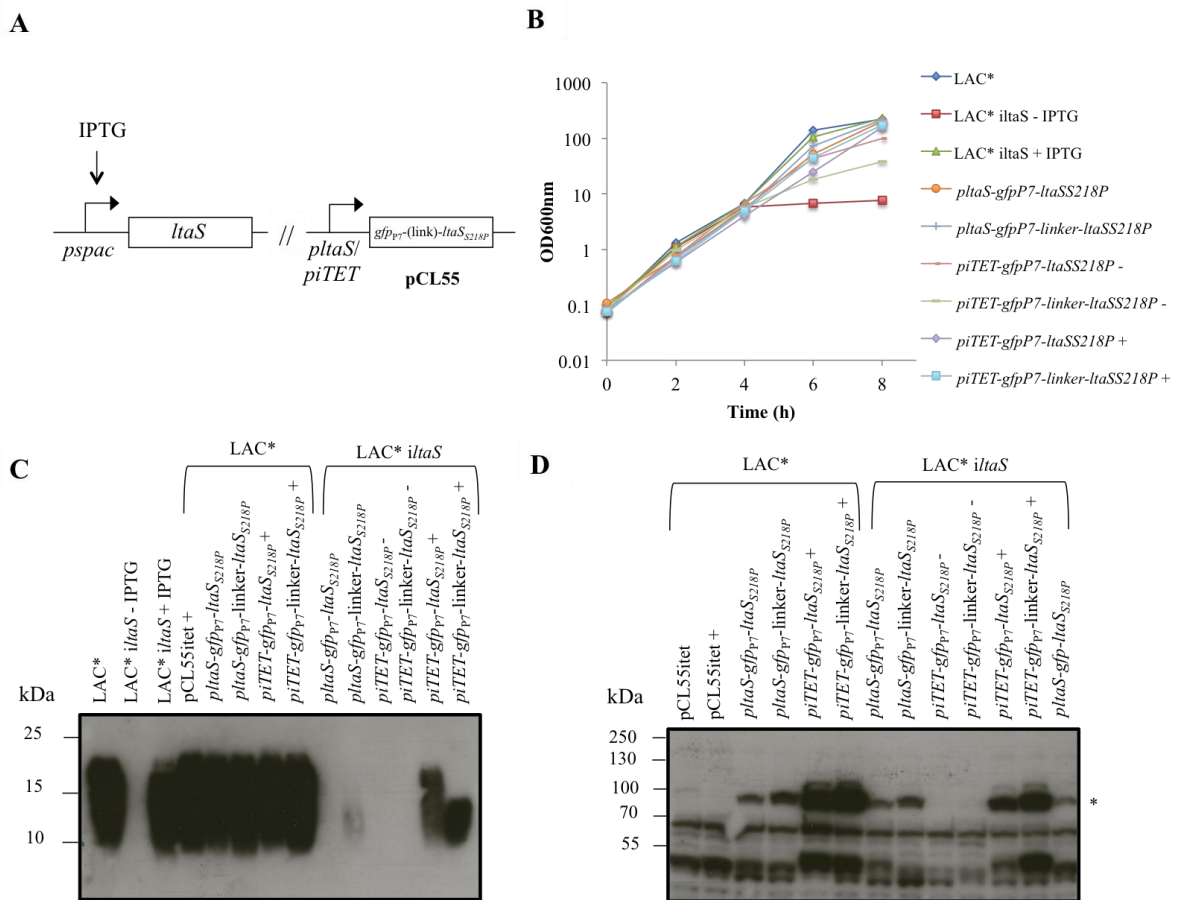 A
IPTG
ltaS
pspac
//
pltaS/
piTET
gfpP7-(link)-ltaSS218P
pCL55
B
OD600nm
1000
100
10
1
0.1
0.01
0 2 4 6 8
Time (h)
LAC*
LAC* iltaS - IPTG
LAC* iltaS + IPTG
pltaS-gfpP7-ltaSS218P
pltaS-gfpP7-linker-ltaSS218P
piTET-gfpP7-ltaSS218P -
piTET-gfpP7-linker-ltaSS218P -
piTET-gfpP7-ltaSS218P +
piTET-gfpP7-linker-ltaSS218P +
C
LAC*
LAC* iltaS
LAC*
LAC* iltaS - IPTG
LAC* iltaS + IPTG
pCL55itet +
pltaS-gfpP7-ltaSS218P
pltaS-gfpP7-linker-ltaSS218P
piTET-gfpP7-ltaSS218P +
piTET-gfpP7-linker-ltaSS218P +
pltaS-gfpP7-ltaSS218P
pltaS-gfpP7-linker-ltaSS218P
piTET-gfpP7-ltaSS218P -
piTET-gfpP7-linker-ltaSS218P -
piTET-gfpP7-ltaSS218P +
piTET-gfpP7-linker-ltaSS218P +
kDa
25
15
10
D
LAC*
LAC* iltaS
pCL55itet
pCL55itet +
pltaS-gfpP7-ltaSS218P
pltaS-gfpP7-linker-ltaSS218P
piTET-gfpP7-ltaSS218P +
piTET-gfpP7-linker-ltaSS218P +
pltaS-gfpP7-ltaSS218P
pltaS-gfpP7-linker-ltaSS218P
piTET-gfpP7-ltaSS218P-
piTET-gfpP7-linker-ltaSS218P -
piTET-gfpP7-ltaSS218P +
piTET-gfpP7-linker-ltaSS218P +
pltaS-gfp-ltaSS218P
kDa
250
130
100
70
55
*